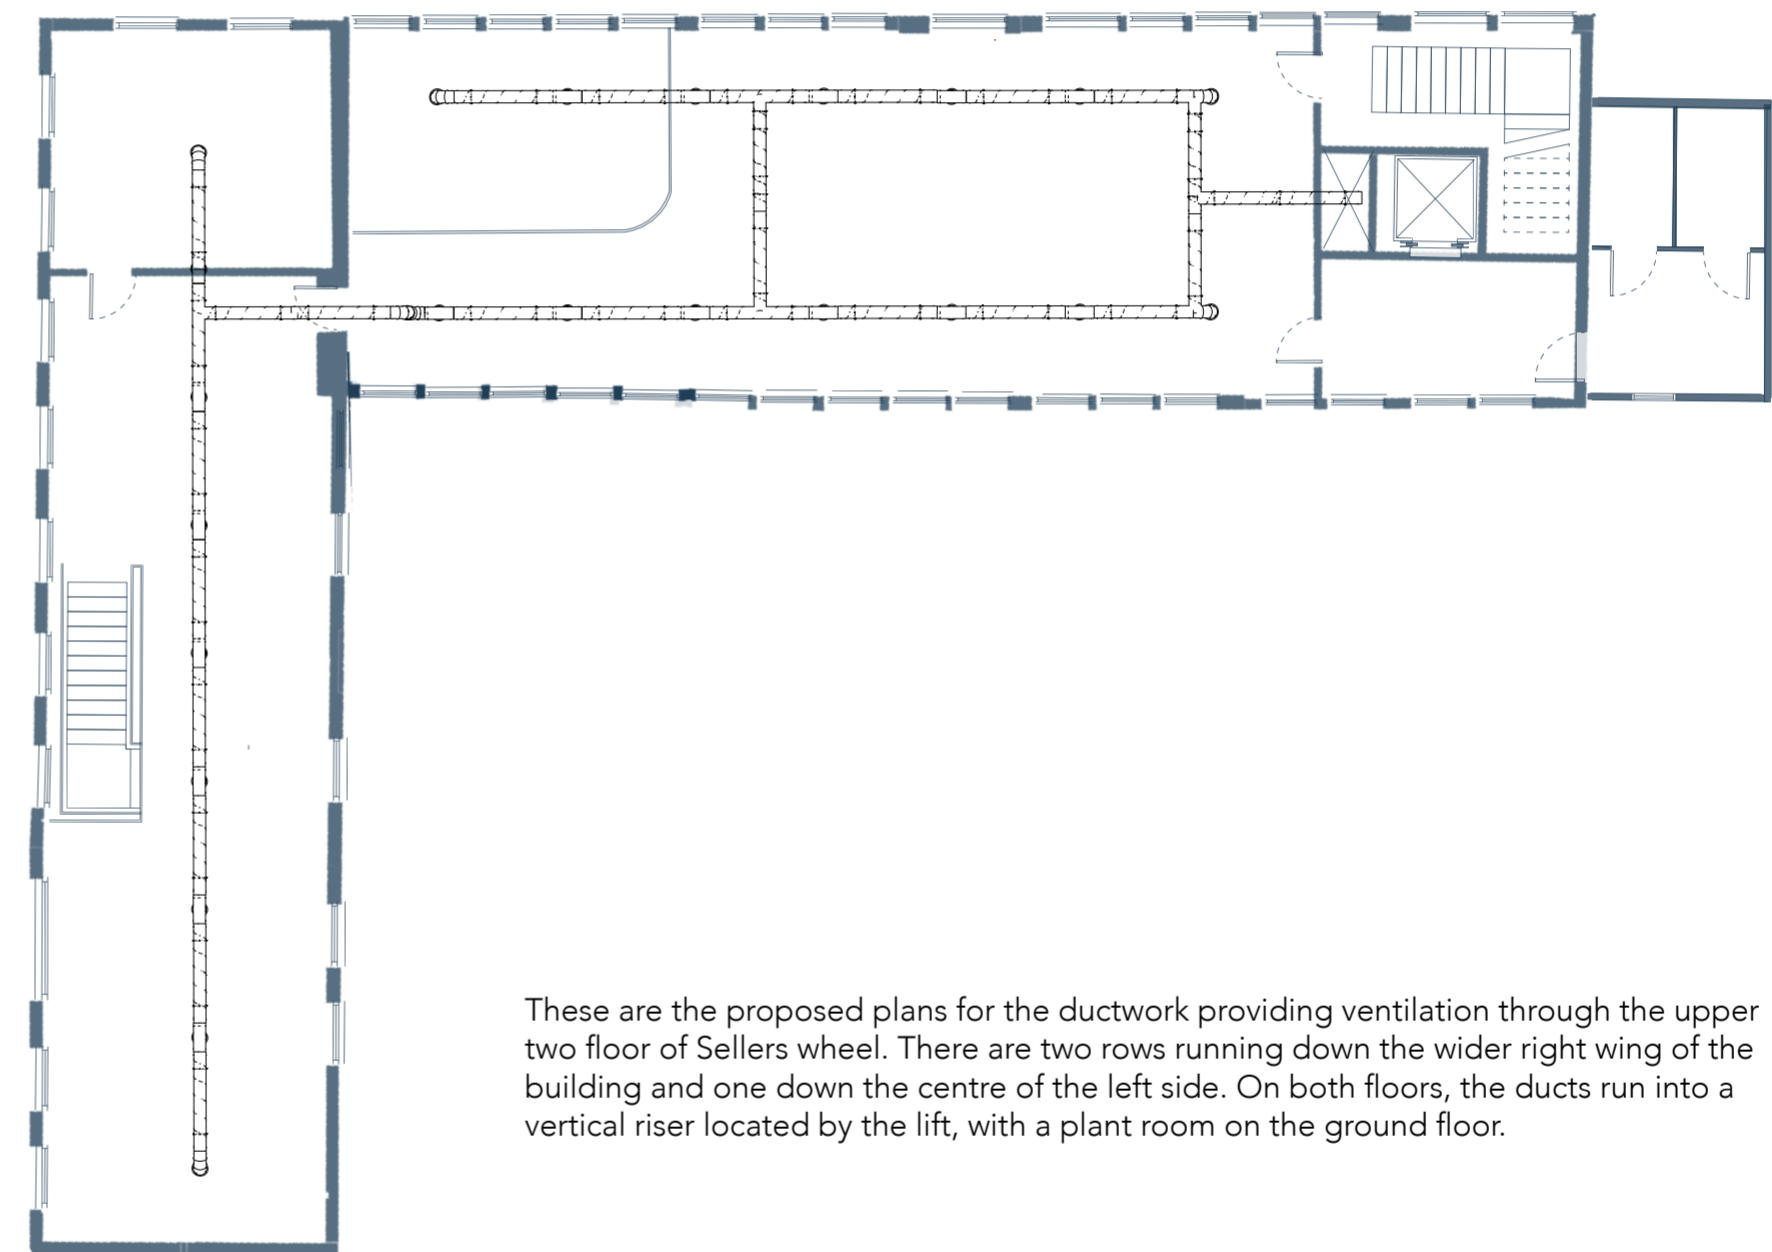 These are the proposed plans for the ductwork providing ventilation through the upper
two floor of Sellers wheel. There are two rows running down the wider right wing of the
building and one down the centre of the left side. On both floors, the ducts run into a
vertical riser located by the lift, with a plant room on the ground floor.